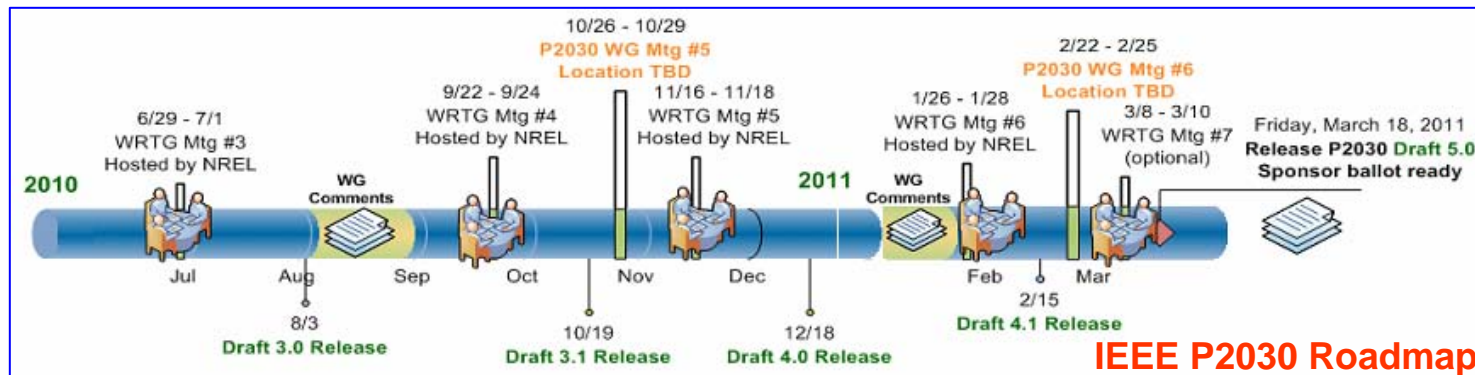 10/26 - 10/29
P2030 WG Mtg #5
Location TBD
2/22 - 2/25
P2030 WG Mtg #6
Location TBD
6/29 - 7/1
WRTG Mtg #3
Hosted by NREL
9/22 - 9/24
WRTG Mtg #4
Hosted by NREL
11/16 - 11/18
WRTG Mtg #5
Hosted by NREL
1/26 - 1/28
WRTG Mtg #6
Hosted by NREL
3/8 - 3/10
WRTG Mtg #7
(optional)
Friday, March 18, 2011
Release P2030 Draft 5.0
Sponsor ballot ready
2010
WG
Comments
2011
WG
Comments
Jul
Aug
Sep
Oct
Nov
Dec
Feb
Mar
8/3
Draft 3.0 Release
10/19
Draft 3.1 Release
12/18
Draft 4.0 Release
2/15
Draft 4.1 Release
IEEE P2030 Roadmap